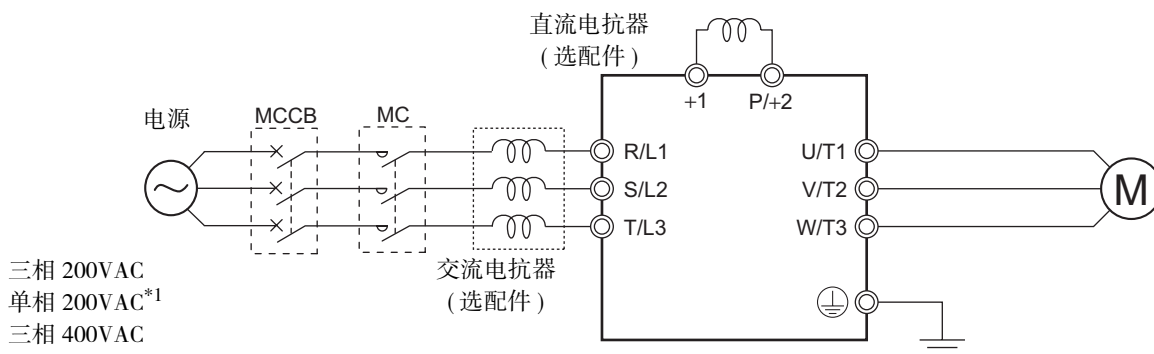 直流电抗器
(选配件)
+1
P/+2
电源
MCCB
MC
R/L1
U/T1
S/L2
V/T2
M
T/L3
W/T3
三相 200VAC
单相 200VAC*1
三相 400VAC
交流电抗器
(选配件)